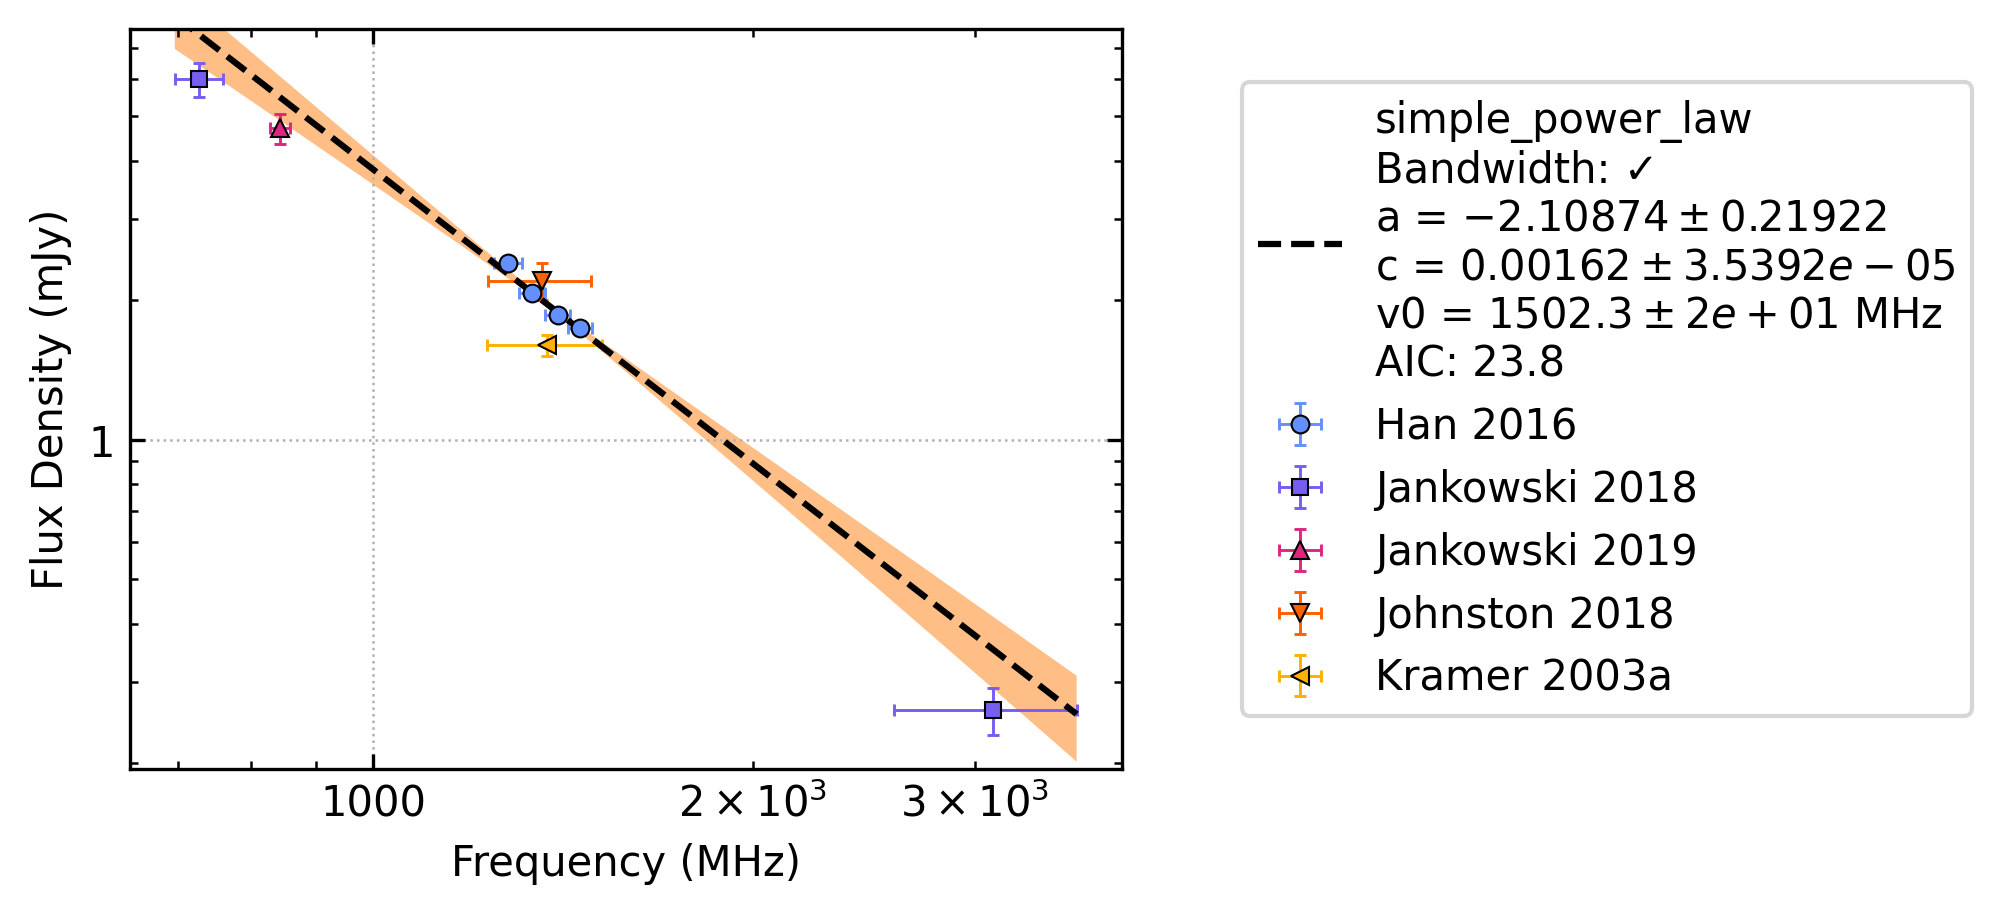 Flux Density (mJy)
1
1000
2 × 10³
3 × 10³
Frequency (MHz)
simple_power_law
Bandwidth: ✓
a = −2.10874 ± 0.21922
c = 0.00162 ± 3.5392e − 05
v0 = 1502.3 ± 2e + 01 MHz
AIC: 23.8
Han 2016
Jankowski 2018
Jankowski 2019
Johnston 2018
Kramer 2003a